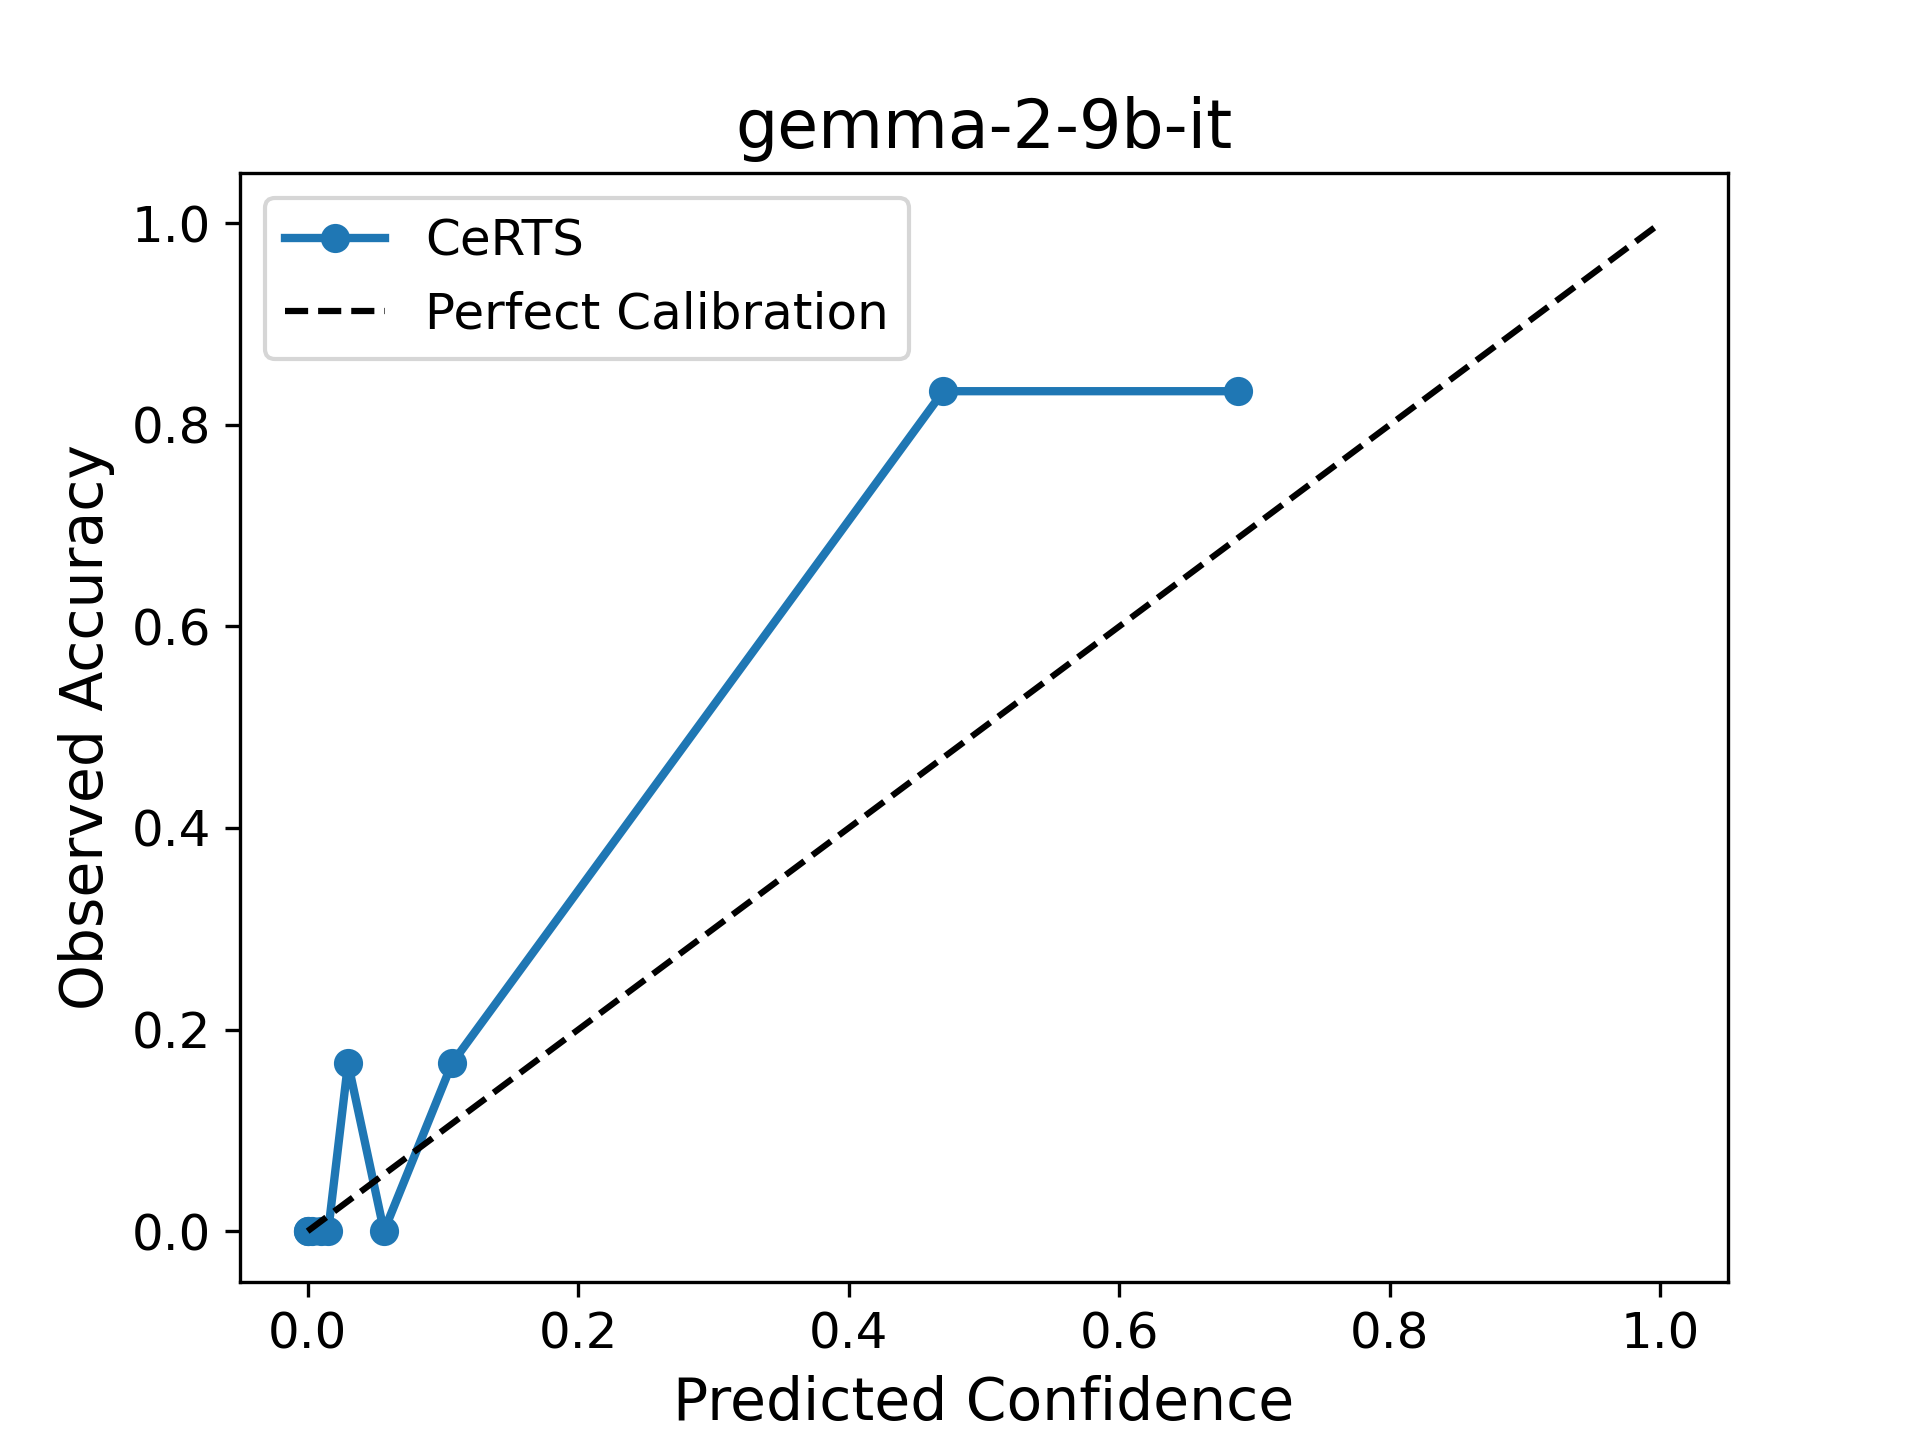 gemma-2-9b-it
CeRTS
Perfect Calibration
1.0
0.8
0.6
0.4
0.2
0.0
Observed Accuracy
0.0 0.2 0.4 0.6 0.8 1.0
Predicted Confidence